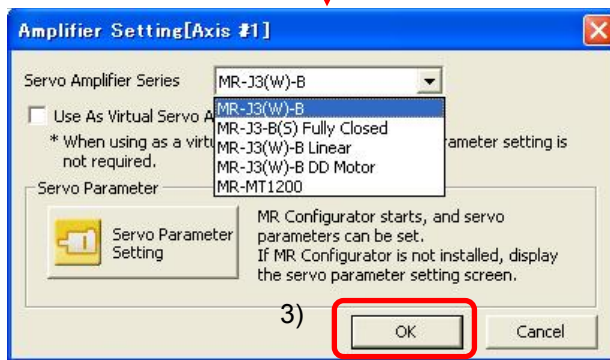 Amplifier Setting[Axis #1]
Servo Amplifier Series MR-J3(W)-B
Use As Virtual Servo A
MR-J3(W)-B
MR-J3-B(S) Fully Closed
MR-J3(W)-B Linear
MR-J3(W)-B DD Motor
MR-MT1200
* When using as a virtu ameter setting is
not required.
Servo Parameter
Servo Parameter
Setting
MR Configurator starts, and servo
parameters can be set.
If MR Configurator is not installed, display
the servo parameter setting screen.
3)
OK Cancel